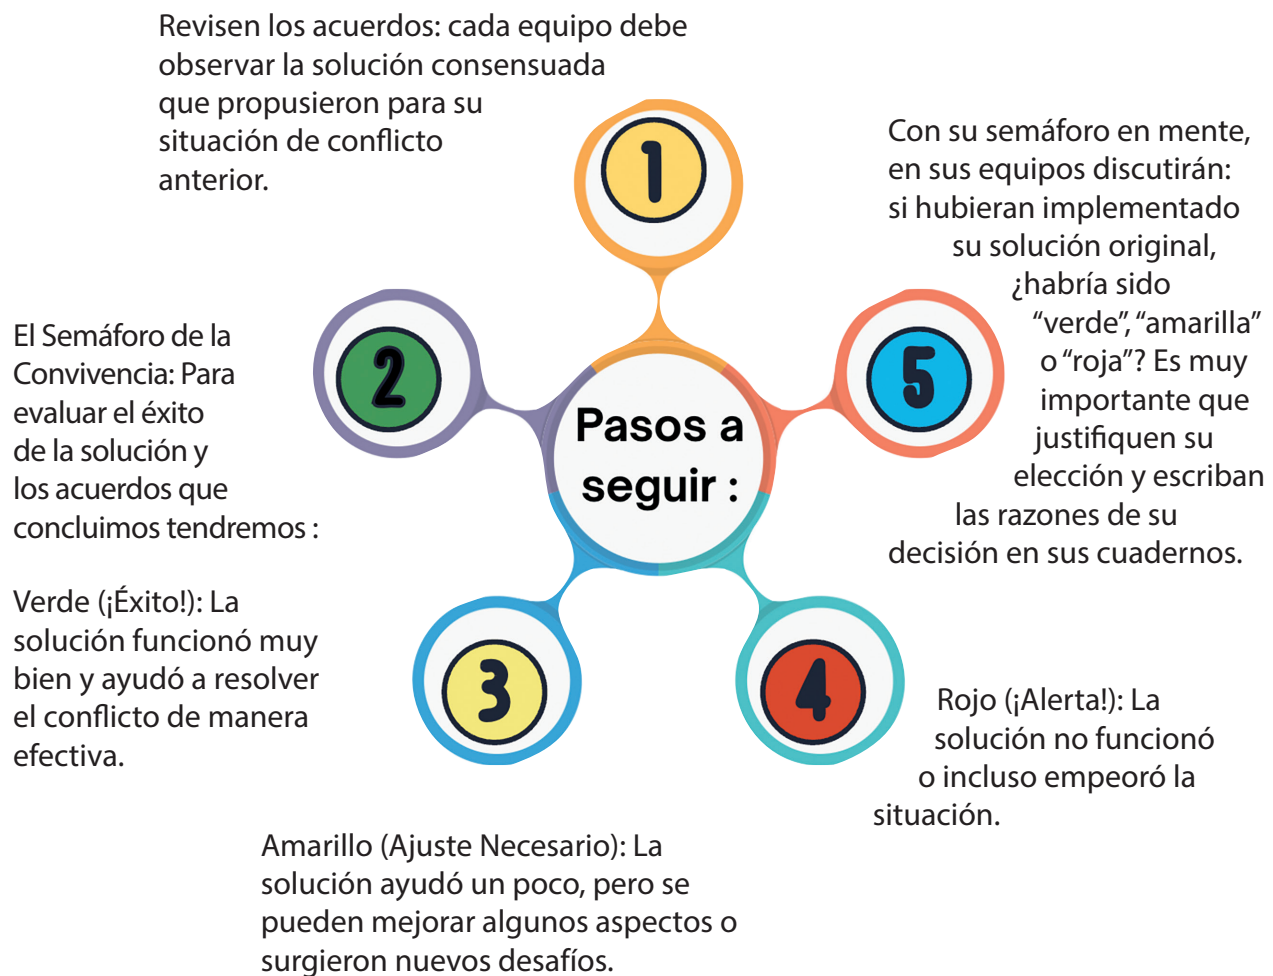 Pasos a
seguir :
1
Revisen los acuerdos: cada equipo debe
observar la solución consensuada
que propusieron para su
situación de conflicto
anterior.
2
El Semáforo de la
Convivencia: Para
evaluar el éxito
de la solución y
los acuerdos que
concluimos tendremos :
Verde (¡Éxito!): La
solución funcionó muy
bien y ayudó a resolver
el conflicto de manera
efectiva.
3
Amarillo (Ajuste Necesario): La
solución ayudó un poco, pero se
pueden mejorar algunos aspectos o
surgieron nuevos desafíos.
4
Rojo (¡Alerta!): La
solución no funcionó
o incluso empeoró la
situación.
5
Con su semáforo en mente,
en sus equipos discutirán:
si hubieran implementado
su solución original,
¿habría sido
“verde”, “amarilla”
o “roja”? Es muy
importante que
justifiquen su
elección y escriban
las razones de su
decisión en sus cuadernos.